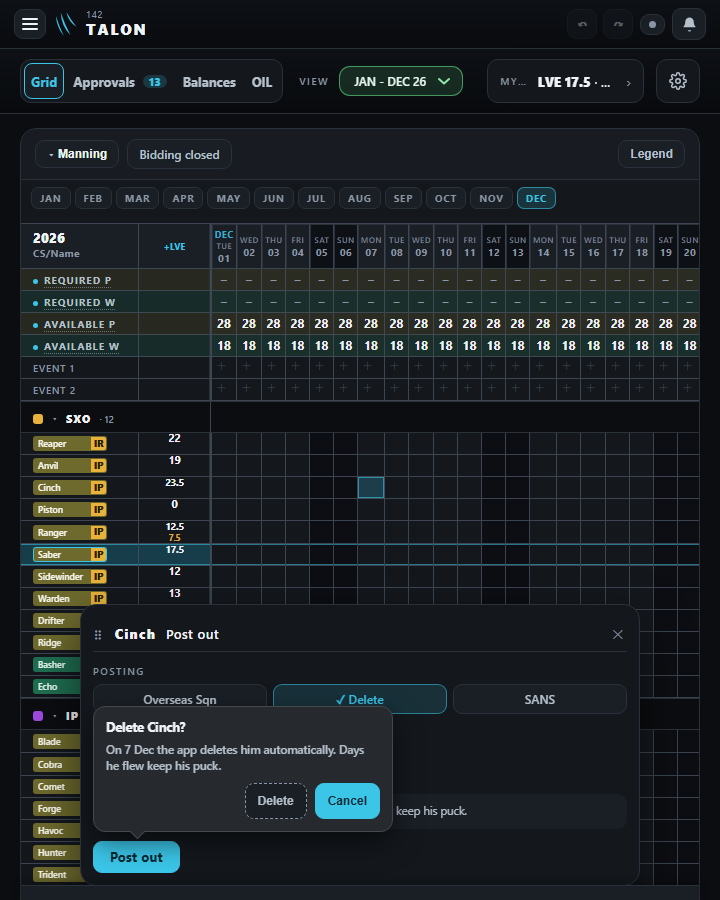 142
TALON
Grid
Approvals 13
Balances
OIL
VIEW
JAN - DEC 26
MY... LVE 17.5 · ... ›
Manning
Bidding closed
Legend
JAN FEB MAR APR MAY JUN JUL AUG SEP OCT NOV DEC
2026
CS/Name
+LVE
DEC
TUE WED THU FRI SAT SUN MON TUE WED THU FRI SAT SUN MON TUE WED THU FRI SAT SUN
01 02 03 04 05 06 07 08 09 10 11 12 13 14 15 16 17 18 19 20
REQUIRED P – – – – – – – – – – – – – – – – – – – –
REQUIRED W – – – – – – – – – – – – – – – – – – – –
AVAILABLE P 28 28 28 28 28 28 28 28 28 28 28 28 28 28 28 28 28 28 28 28
AVAILABLE W 18 18 18 18 18 18 18 18 18 18 18 18 18 18 18 18 18 18 18 18
EVENT 1 + + + + + + + + + + + + + + + + + + + +
EVENT 2 + + + + + + + + + + + + + + + + + + + +
SXO · 12
Reaper IR 22
Anvil IP 19
Cinch IP 23.5
Piston IP 0
Ranger IP 12.5
7.5
Saber IP 17.5
Sidewinder IP 12
Warden IP 13
Drifter
Ridge
Basher
Echo
IP
Blade
Cobra
Comet
Forge
Havoc
Hunter
Trident
Cinch Post out
POSTING
Overseas Sqn
✓ Delete
SANS
Delete Cinch?
On 7 Dec the app deletes him automatically. Days
he flew keep his puck.
Delete
Cancel
keep his puck.
Post out